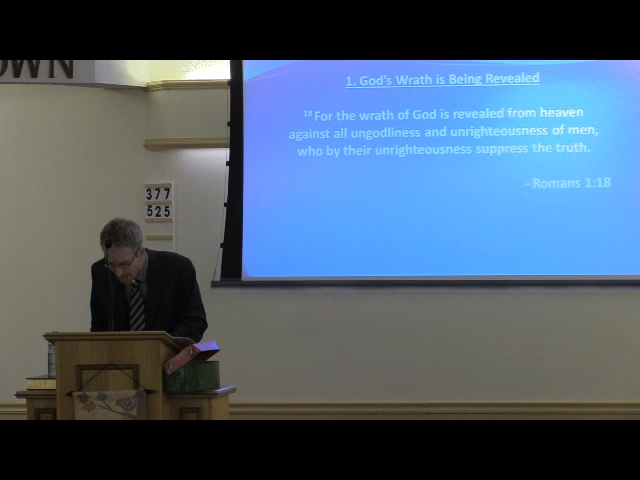 OWN
1. God's Wrath is Being Revealed
18 For the wrath of God is revealed from heaven
against all ungodliness and unrighteousness of men,
who by their unrighteousness suppress the truth.
-Romans 1:18
377
525